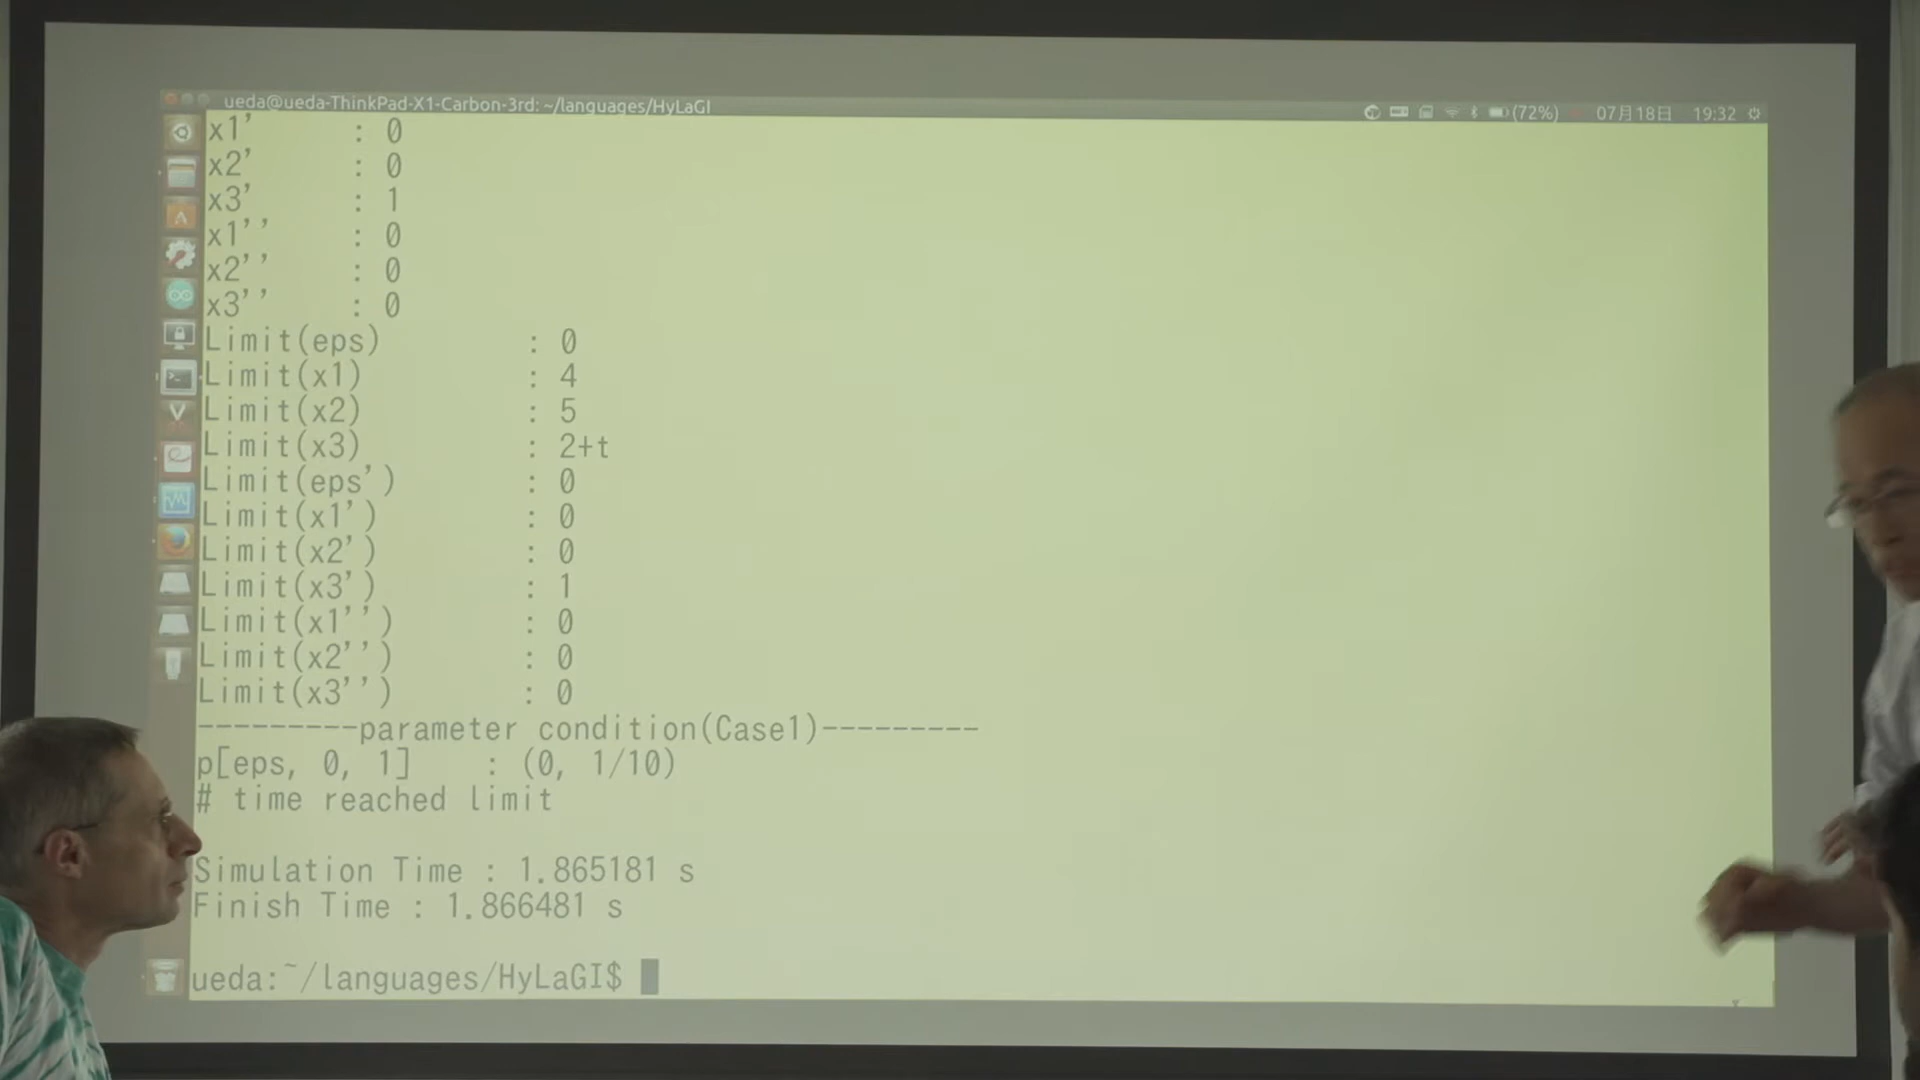 ueda@ueda-ThinkPad-X1-Carbon-3rd: ~/languages/HyLaGI
(72%) 07月18日 19:32
x1' : 0
x2' : 0
x3' : 1
x1'' : 0
x2'' : 0
x3'' : 0
Limit(eps) : 0
Limit(x1) : 4
Limit(x2) : 5
Limit(x3) : 2+t
Limit(eps') : 0
Limit(x1') : 0
Limit(x2') : 0
Limit(x3') : 1
Limit(x1'') : 0
Limit(x2'') : 0
Limit(x3'') : 0
---------parameter condition(Case1)---------
p[eps, 0, 1] : (0, 1/10)
# time reached limit
Simulation Time : 1.865181 s
Finish Time : 1.866481 s
ueda:~/languages/HyLaGI$